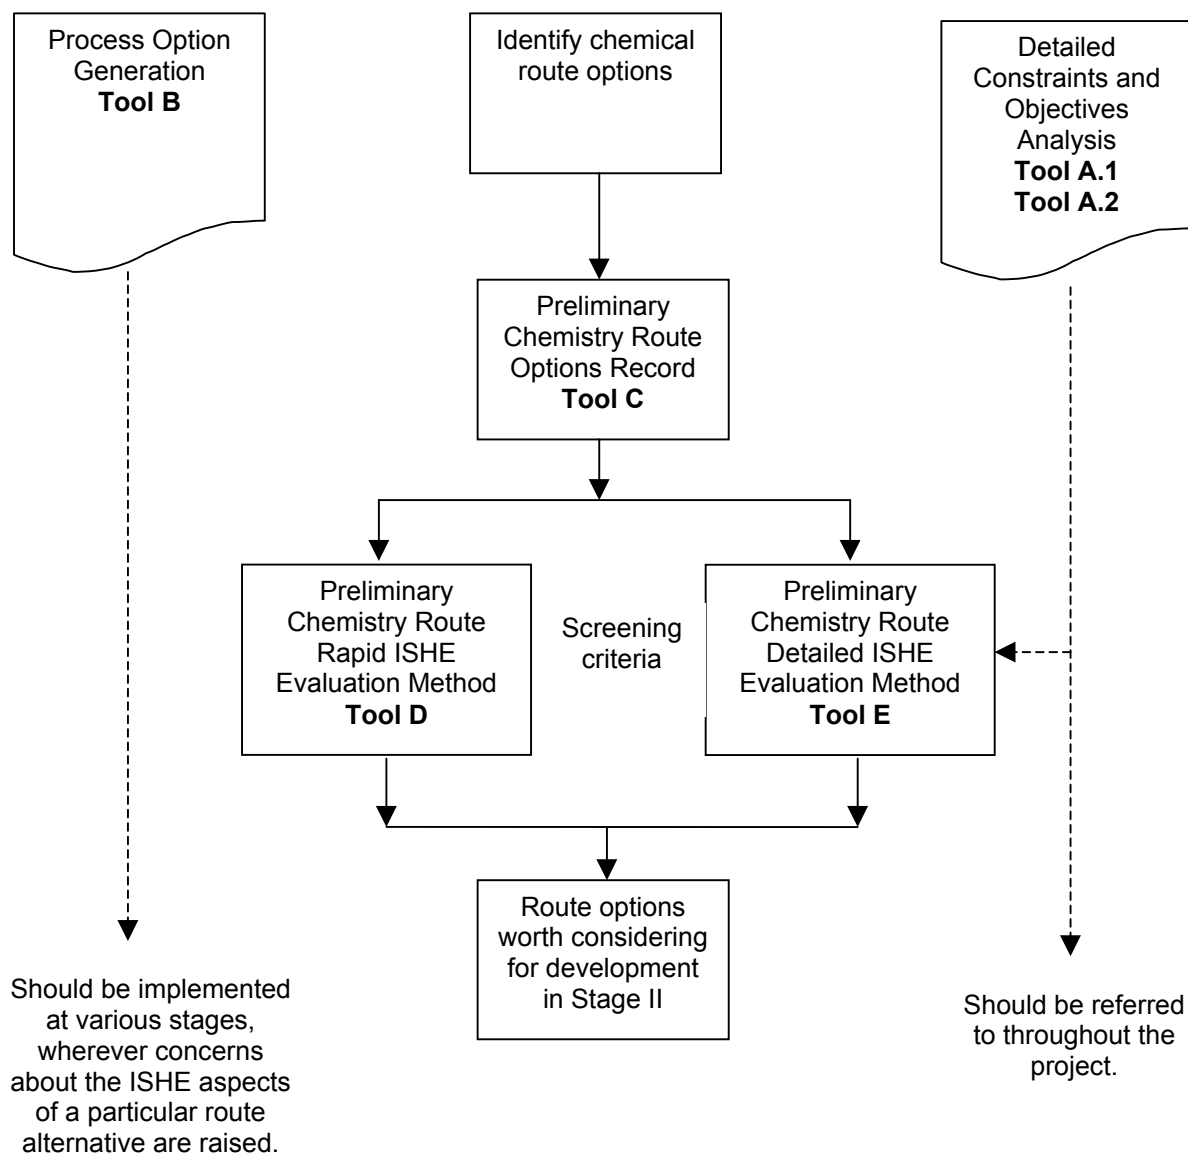 Process Option
Generation
Tool B
Identify chemical
route options
Detailed
Constraints and
Objectives
Analysis
Tool A.1
Tool A.2
Preliminary
Chemistry Route
Options Record
Tool C
Preliminary
Chemistry Route
Rapid ISHE
Evaluation Method
Tool D
Screening
criteria
Preliminary
Chemistry Route
Detailed ISHE
Evaluation Method
Tool E
Route options
worth considering
for development
in Stage II
Should be implemented
at various stages,
wherever concerns
about the ISHE aspects
of a particular route
alternative are raised.
Should be referred
to throughout the
project.